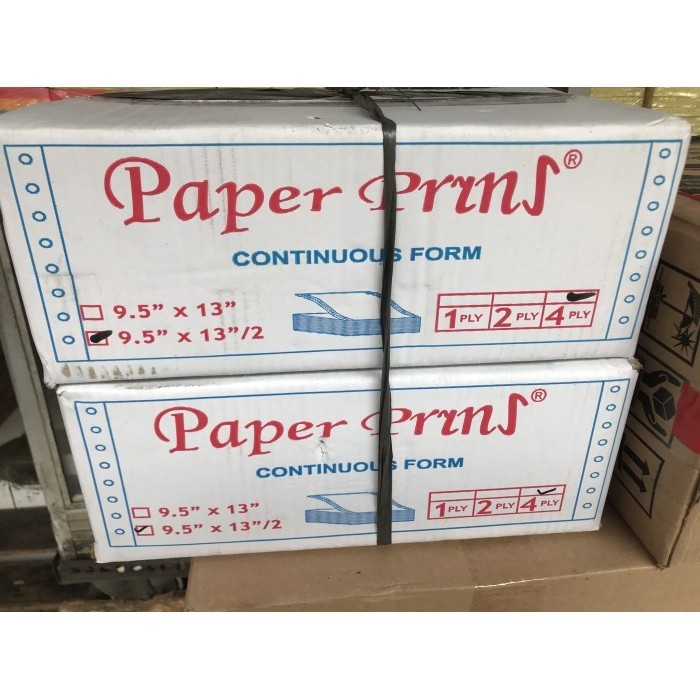 Paper Prins®
CONTINUOUS FORM
9.5" x 13"
9.5" x 13"/2
1 PLY 2 PLY 4 PLY
Paper Prins®
CONTINUOUS FORM
9.5" x 13"
9.5" x 13"/2
1 PLY 2 PLY 4 PLY